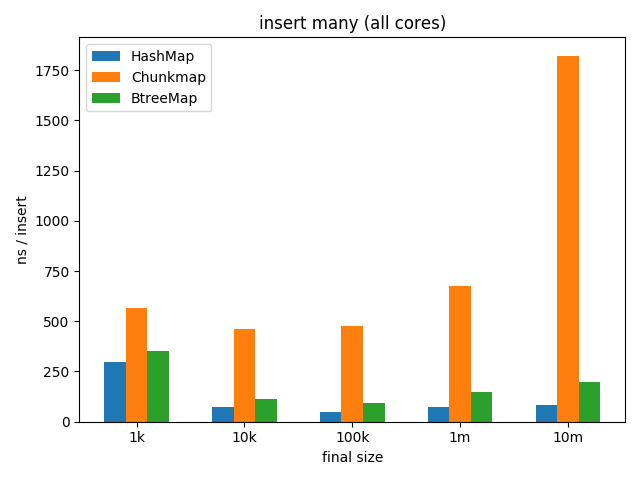 insert many (all cores)
HashMap
Chunkmap
BtreeMap
ns / insert
1750
1500
1250
1000
750
500
250
0
1k 10k 100k 1m 10m
final size